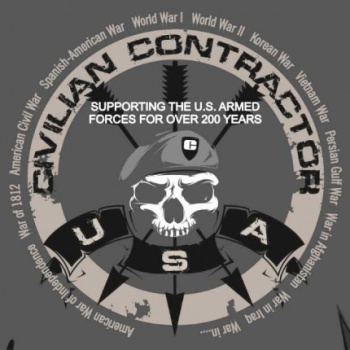 American War of Independence War of 1812 American Civil War Spanish-American War World War I World War II Korean War Vietnam War Persian Gulf War War in Afghanistan War in Iraq War in....
CIVILIAN CONTRACTOR
SUPPORTING THE U.S. ARMED
FORCES FOR OVER 200 YEARS
C
USA